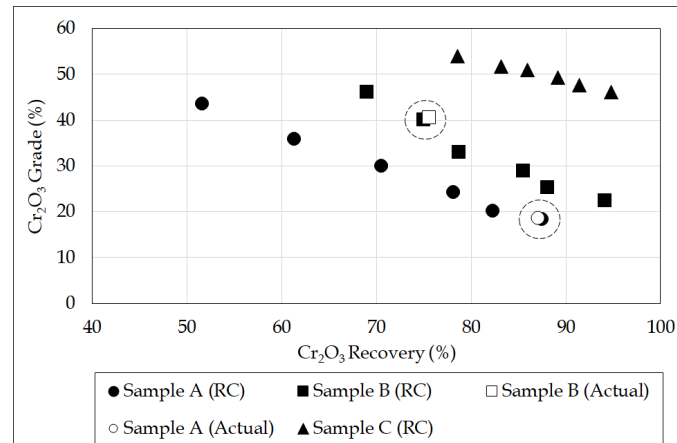 60
50
40
30
20
10
0
Cr₂O₃ Grade (%)
40 50 60 70 80 90 100
Cr₂O₃ Recovery (%)
Sample A (RC) Sample B (RC) Sample B (Actual)
Sample A (Actual) Sample C (RC)